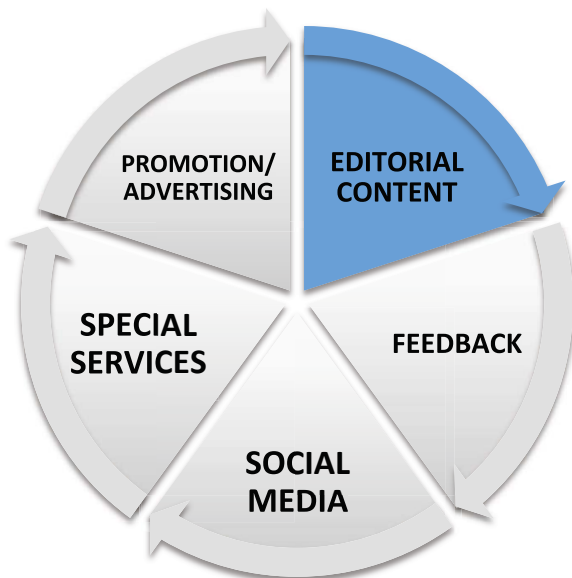 PROMOTION/
ADVERTISING
EDITORIAL
CONTENT
SPECIAL
SERVICES
FEEDBACK
SOCIAL
MEDIA